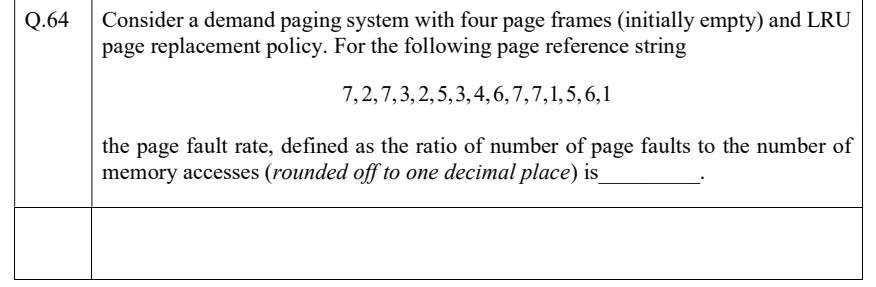 Q.64 Consider a demand paging system with four page frames (initially empty) and LRU
page replacement policy. For the following page reference string
7, 2, 7, 3, 2, 5, 3, 4, 6, 7, 7, 1, 5, 6, 1
the page fault rate, defined as the ratio of number of page faults to the number of
memory accesses (rounded off to one decimal place) is__________.